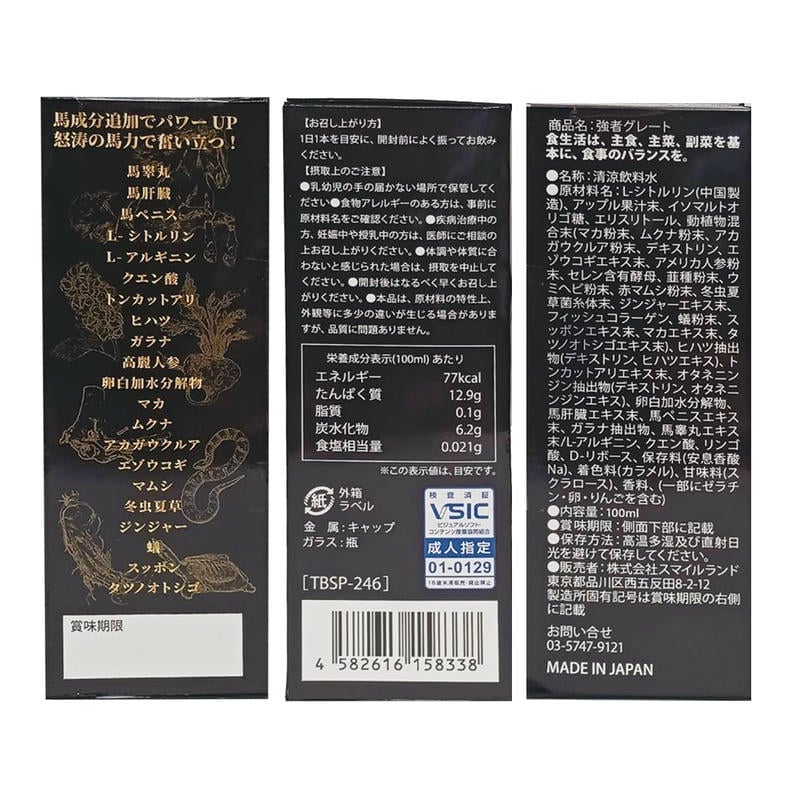 馬成分追加でパワーUP
怒涛の馬力で奮い立つ！
馬睾丸
馬肝臓
馬ペニス
L-シトルリン
L-アルギニン
クエン酸
トンカットアリ
ヒハツ
ガラナ
高麗人参
卵白加水分解物
マカ
ムクナ
アカガウクルア
エゾウコギ
マムシ
冬虫夏草
ジンジャー
蟻
スッポン
タツノオトシゴ
賞味期限
【お召し上がり方】
1日1本を目安に、開封前によく振ってお飲み
ください。
【摂取上のご注意】
●乳幼児の手の届かない場所で保管してく
ださい●食物アレルギーのある方は、事前に
原材料名をご確認ください。●疾病治療中の
方、妊娠中や授乳中の方は、医師にご相談の
上お召し上がりください。●体調や体質に合
わないと感じられた場合は、摂取を中止して
ください。●開封後はなるべく早くお召し上
がりください。●本品は、原材料の特性上、
外観等に多少の違いが生じる場合がありま
すが、品質に問題ありません。
栄養成分表示(100ml)あたり
エネルギー 77kcal
たんぱく質 12.9g
脂質 0.1g
炭水化物 6.2g
食塩相当量 0.021g
※この表示値は、目安です。
紙
外箱
ラベル
金 属：キャップ
ガラス：瓶
[TBSP-246]
検査済証
VSIC
ビジュアルソフト・
コンテンツ産業協同組合
成人指定
01-0129
18歳未満販売・貸出禁止
4 582616 158338
商品名：強者グレート
食生活は、主食、主菜、副菜を基
本に、食事のバランスを。
●名称：清涼飲料水
●原材料名：L-シトルリン(中国製
造)、アップル果汁末、イソマルトオ
リゴ糖、エリスリトール、動植物混
合末(マカ粉末、ムクナ粉末、アカ
ガウクルア粉末、デキストリン、エ
ゾウコギエキス末、アメリカ人参粉
末、セレン含有酵母、韮種粉末、ウ
ミヘビ粉末、赤マムシ粉末、冬虫夏
草菌糸体末、ジンジャーエキス末、
フィッシュコラーゲン、蟻粉末、ス
ッポンエキス末、マカエキス末、タ
ツノオトシゴエキス末)、ヒハツ抽出
物(デキストリン、ヒハツエキス)、ト
ンカットアリエキス末、オタネニン
ジン抽出物(デキストリン、オタネニ
ンジンエキス)、卵白加水分解物、
馬肝臓エキス末、馬ペニスエキス
末、ガラナ抽出物、馬睾丸エキス
末/L-アルギニン、クエン酸、リンゴ
酸、D-リボース、保存料(安息香酸
Na)、着色料(カラメル)、甘味料(ス
クラロース)、香料、(一部にゼラチ
ン・卵・りんごを含む)
●内容量：100ml
●賞味期限：側面下部に記載
●保存方法：高温多湿及び直射日
光を避けて保存してください。
●販売者：株式会社スマイルランド
東京都品川区西五反田8-2-12
製造所固有記号は賞味期限の右側
に記載
お問い合せ
03-5747-9121
MADE IN JAPAN